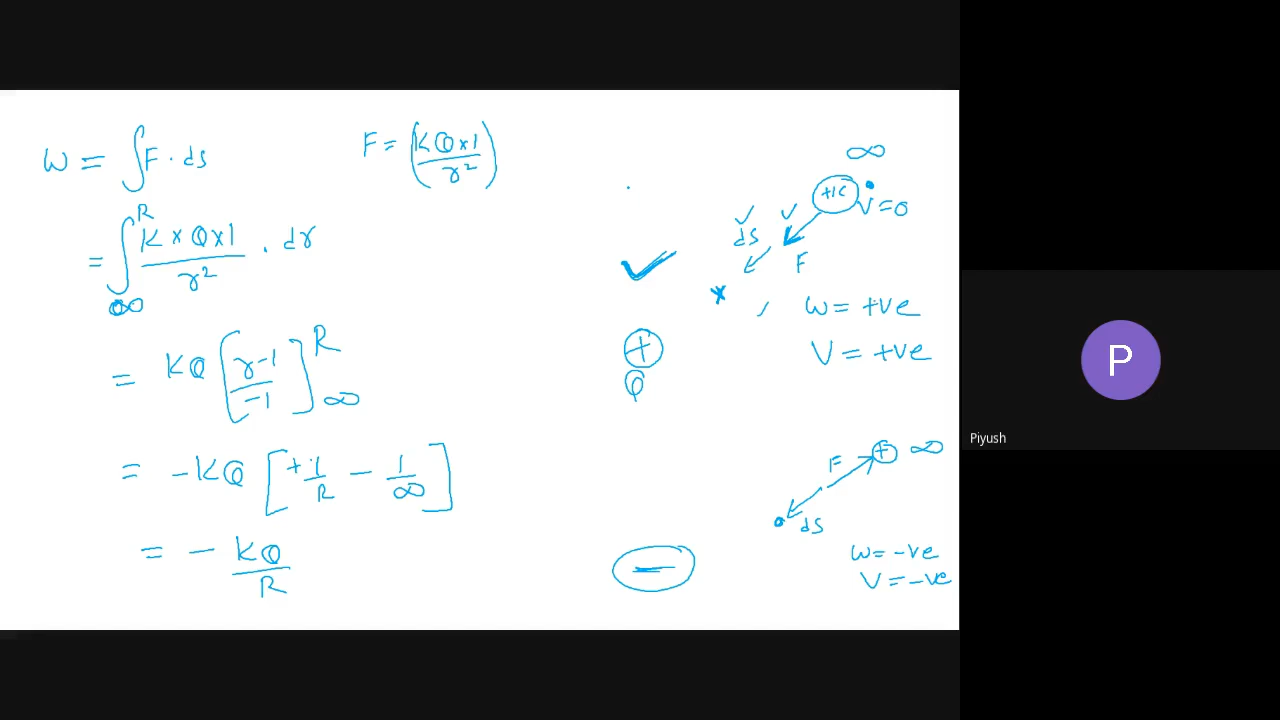 W = ∫F · ds
F = (KQ×1/r²)
= ∫ R ∞ K × Q×1/r² · dr
= KQ [r-1/-1] R ∞
= -KQ [+1/R - 1/∞]
= - KQ/R
∞
+1C
V=0
ds
F
W = +ve
V = +ve
+
Q
F
+
∞
ds
W = -ve
V = -ve
−
P
Piyush